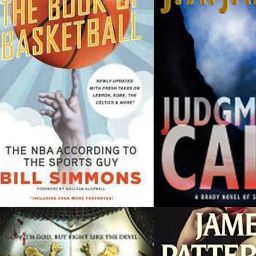 THE BOOK OF
BASKETBALL
NEWLY UPDATED
WITH FRESH TAKES ON
LEBRON, KOBE, THE
CELTICS & MORE*
THE NBA ACCORDING TO
THE SPORTS GUY
BILL SIMMONS
FOREWORD BY MALCOLM GLADWELL
*INCLUDING EVEN MORE FOOTNOTES!
JUDGM
CA
A BRADY NOVEL OF S
GOD, BUT FIGHT LIKE THE DEVIL
JAME
PATTER